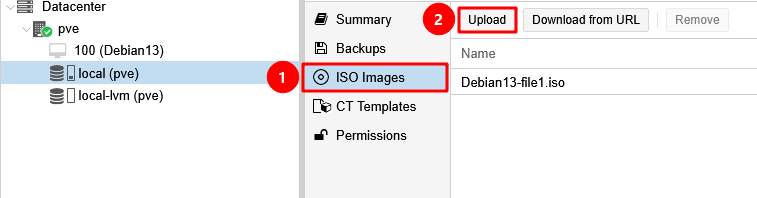 Datacenter
pve
100 (Debian13)
local (pve)
local-lvm (pve)
Summary
Backups
1
ISO Images
CT Templates
Permissions
2
Upload
Download from URL
Remove
Name
Debian13-file1.iso